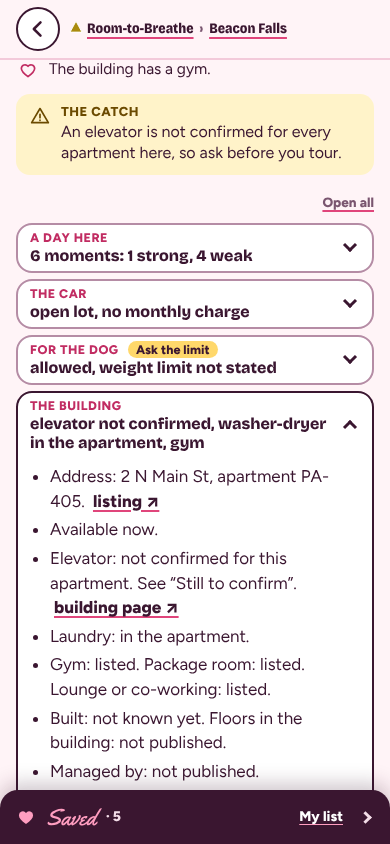 Room-to-Breathe › Beacon Falls
The building has a gym.
THE CATCH
An elevator is not confirmed for every
apartment here, so ask before you tour.
Open all
A DAY HERE
6 moments: 1 strong, 4 weak
THE CAR
open lot, no monthly charge
FOR THE DOG Ask the limit
allowed, weight limit not stated
THE BUILDING
elevator not confirmed, washer-dryer
in the apartment, gym
• Address: 2 N Main St, apartment PA-
405. listing ↗
• Available now.
• Elevator: not confirmed for this
apartment. See “Still to confirm”.
building page ↗
• Laundry: in the apartment.
• Gym: listed. Package room: listed.
Lounge or co-working: listed.
• Built: not known yet. Floors in the
building: not published.
• Managed by: not published.
Saved · 5 My list